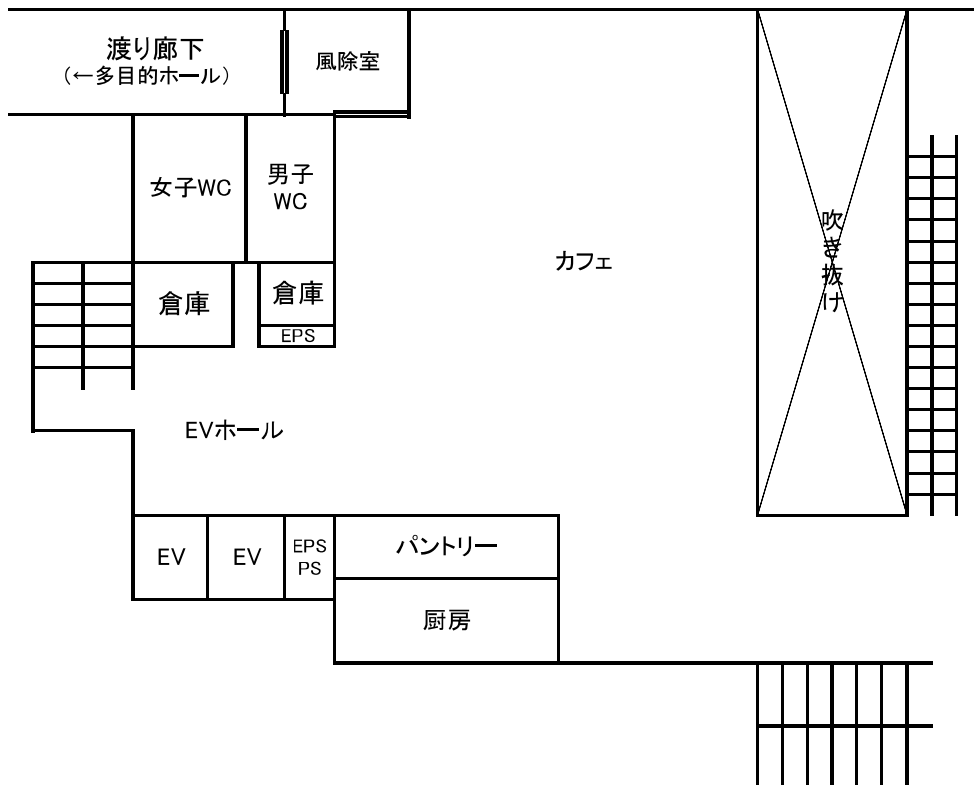 渡り廊下
(←多目的ホール)
風除室
女子WC
男子
WC
倉庫
倉庫
EPS
カフェ
吹き抜け
EVホール
EV
EV
EPS
PS
パントリー
厨房